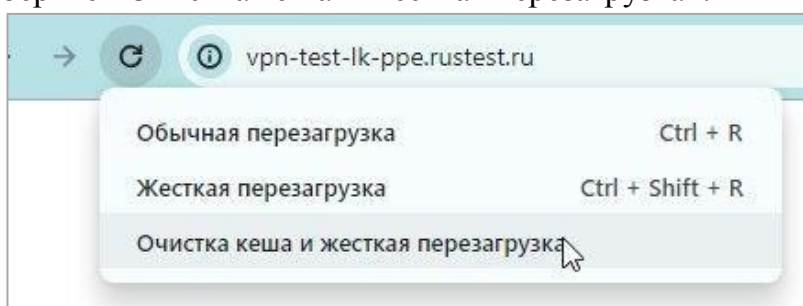 vpn-test-lk-ppe.rustest.ru
Обычная перезагрузка Ctrl + R
Жесткая перезагрузка Ctrl + Shift + R
Очистка кеша и жесткая перезагрузка